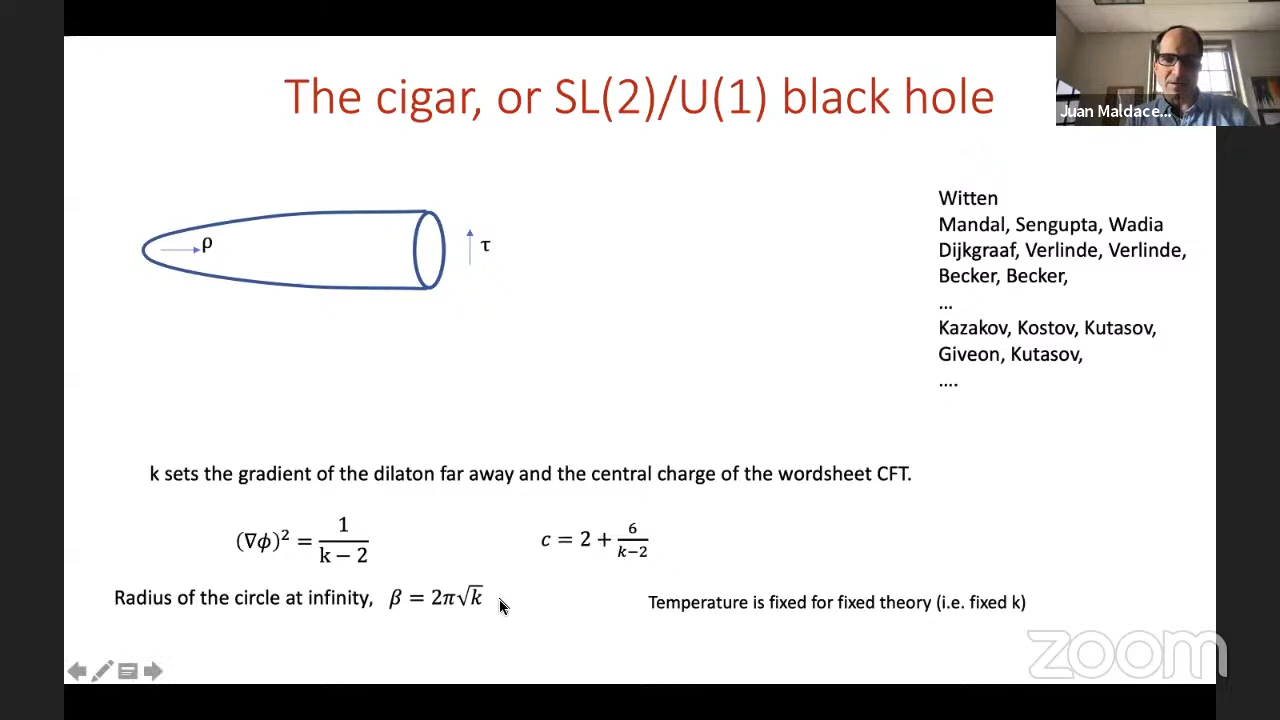 The cigar, or SL(2)/U(1) black hole
Juan Maldace...
ρ
τ
Witten
Mandal, Sengupta, Wadia
Dijkgraaf, Verlinde, Verlinde,
Becker, Becker,
...
Kazakov, Kostov, Kutasov,
Giveon, Kutasov,
....
k sets the gradient of the dilaton far away and the central charge of the wordsheet CFT.
(∇ϕ)² = 1/(k − 2)
c = 2 + 6/(k−2)
Radius of the circle at infinity, β = 2π√k
Temperature is fixed for fixed theory (i.e. fixed k)
zoom